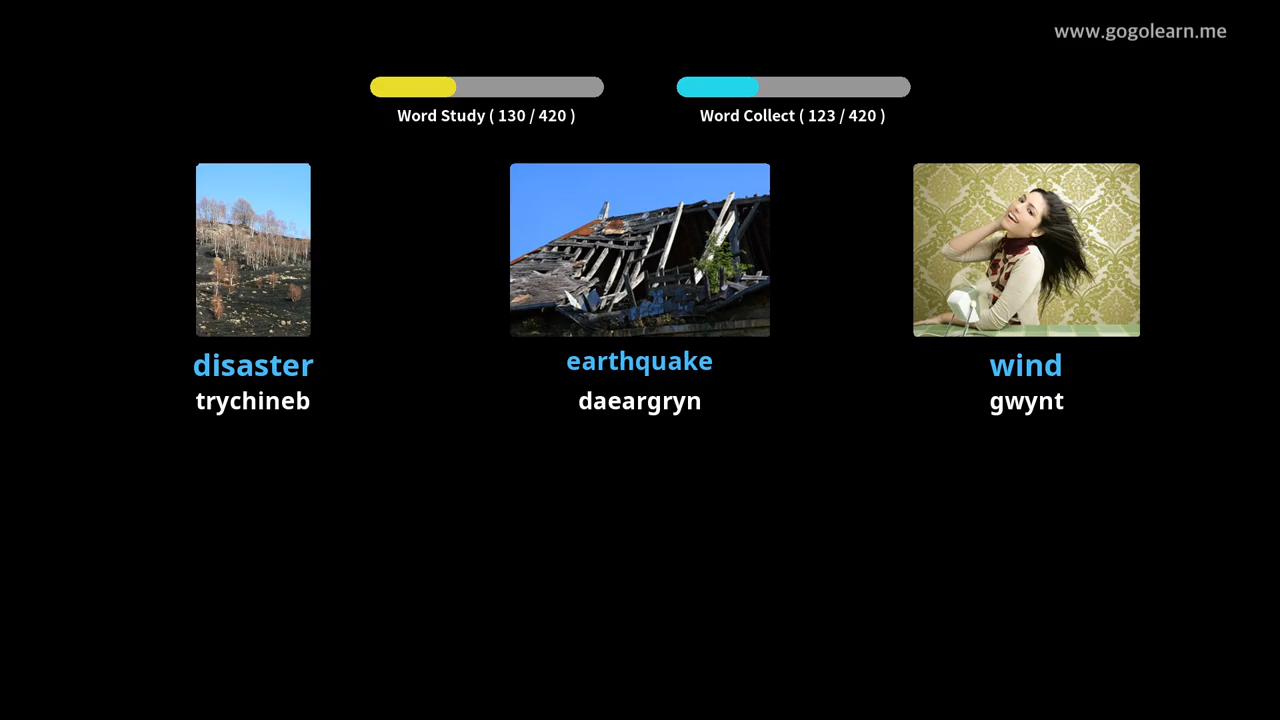 www.gogolearn.me
Word Study ( 130 / 420 )
Word Collect ( 123 / 420 )
disaster
trychineb
earthquake
daeargryn
wind
gwynt